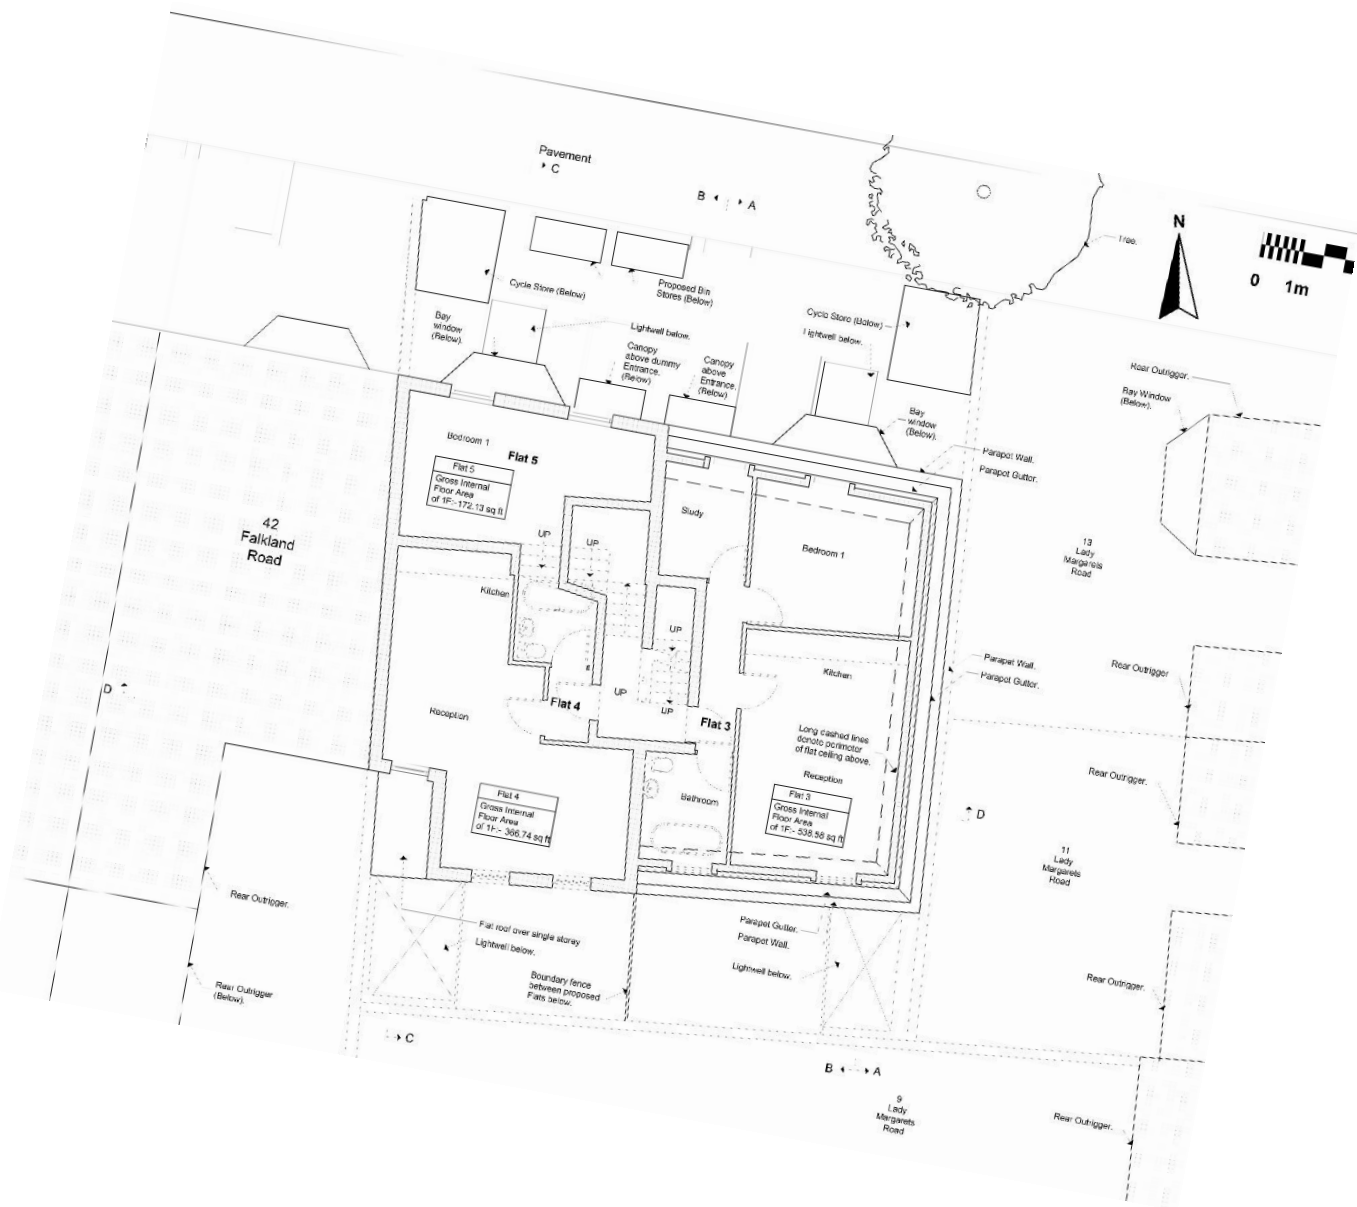 Pavement
C
B A
N
Tree.
0 1m
Cycle Store (Below)
Proposed Bin
Stores (Below)
Bay
window
(Below).
Lightwell below.
Canopy
above dummy
Entrance.
(Below)
Canopy
above
Entrance.
(Below)
Cycle Store (Below)
Lightwell below.
Bay
window
(Below).
Rear Outrigger.
Bay Window
(Below).
Parapet Wall.
Parapet Gutter.
Bedroom 1
Flat 5
Flat 5
Gross Internal
Floor Area
of 1F:-172.13 sq ft
42
Falkland
Road
UP
UP
Study
Bedroom 1
13
Lady
Margarets
Road
Kitchen
UP
Kitchen
Parapet Wall.
Parapet Gutter.
Rear Outrigger
D
UP
UP
Flat 4
Flat 3
Reception
Long dashed lines
denote perimeter
of flat ceiling above.
Reception
Flat 3
Gross Internal
Floor Area
of 1F:- 538.58 sq ft
Rear Outrigger.
Flat 4
Gross Internal
Floor Area
of 1F:- 366.74 sq ft
Bathroom
D
11
Lady
Margarets
Road
Rear Outrigger.
Flat roof over single storey
Lightwell below.
Parapet Gutter.
Parapet Wall.
Lightwell below.
Rear Outrigger
(Below).
Boundary fence
between proposed
Flats below.
Rear Outrigger.
C
B A
9
Lady
Margarets
Road
Rear Outrigger.